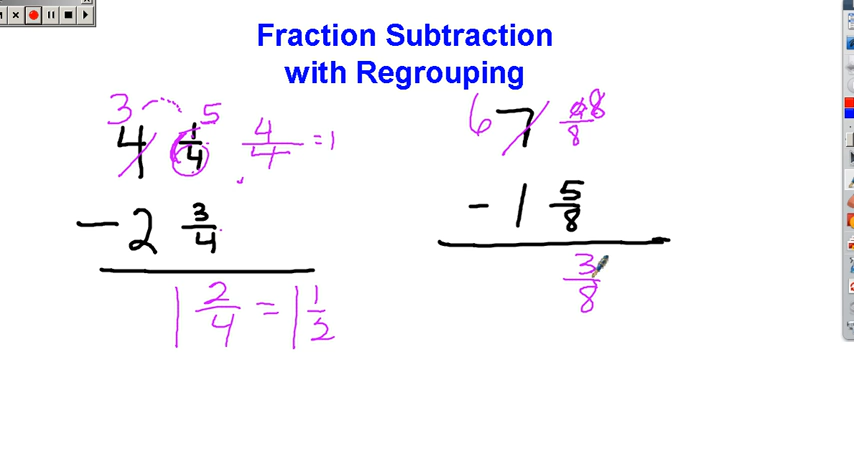 Fraction Subtraction
with Regrouping
3 5
4 1/4 4/4 = 1
- 2 3/4
1 2/4 = 1 1/2
6 7 8/8
- 1 5/8
3/8